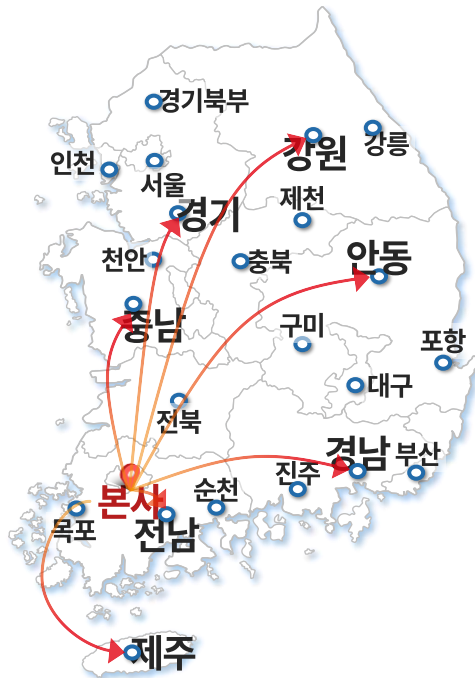 경기북부
강릉
강원
인천
서울
제천
경기
천안
충북
안동
충남
구미
포항
대구
전북
경남
부산
진주
순천
본사
목포
전남
제주